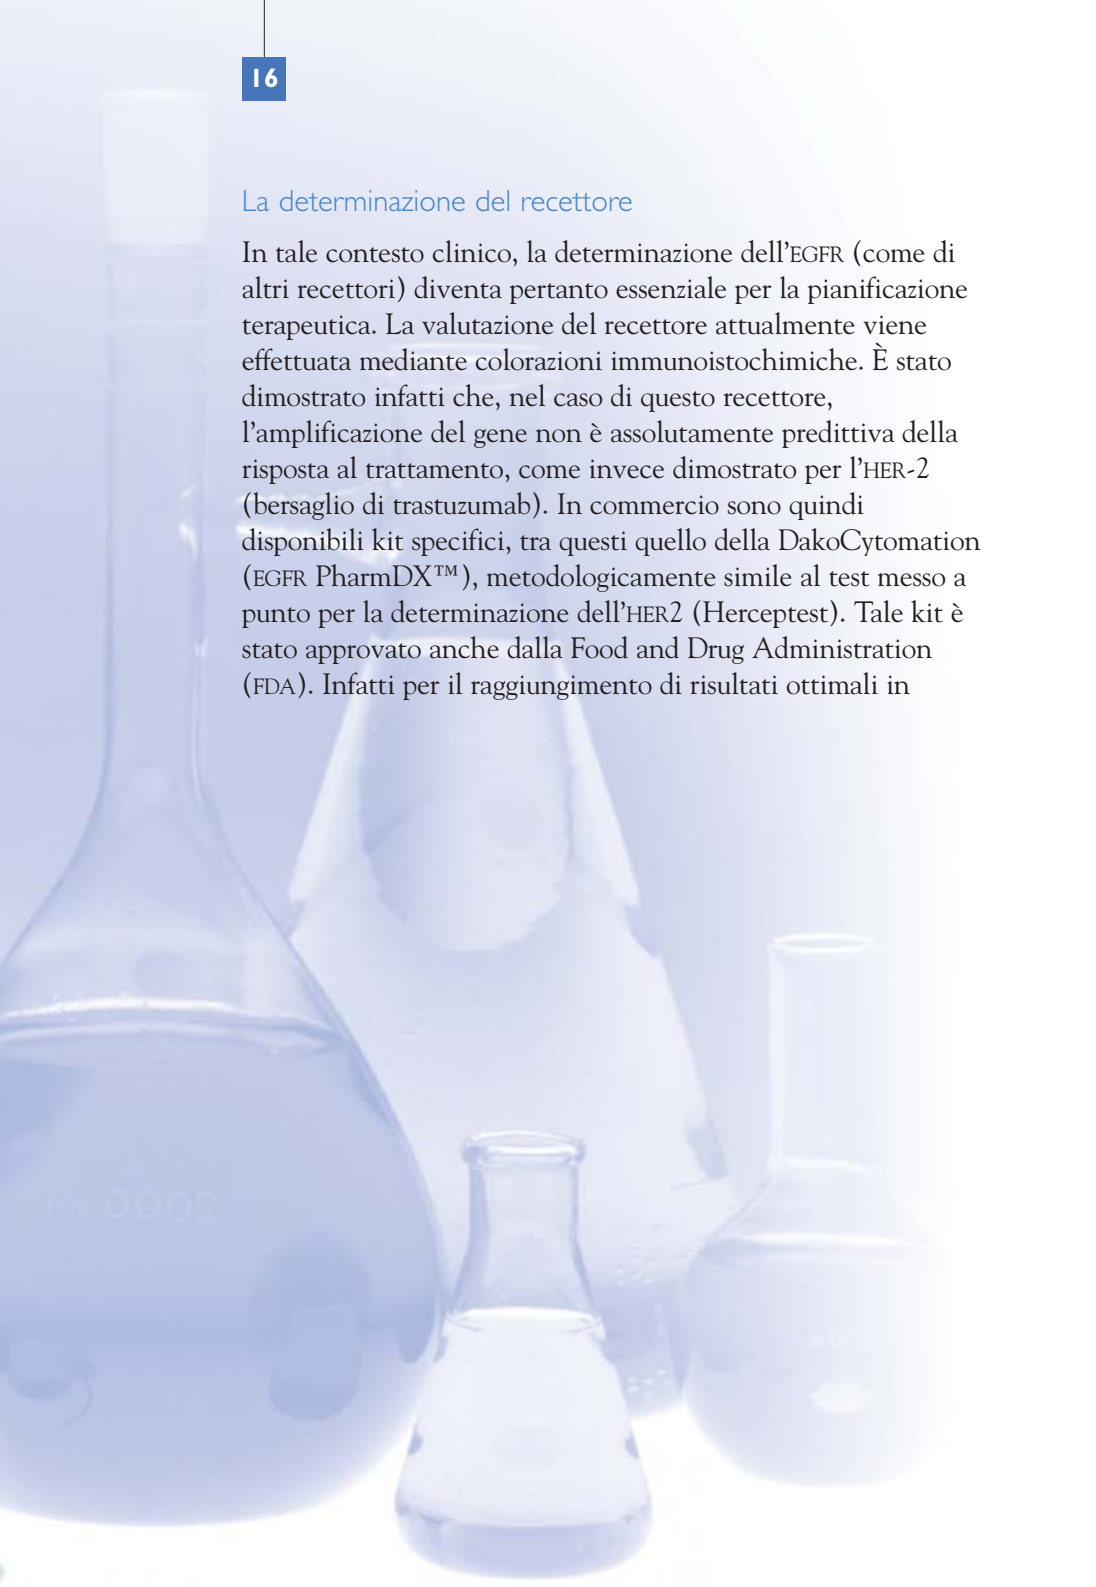 16
La determinazione del recettore
In tale contesto clinico, la determinazione dell’EGFR (come di
altri recettori) diventa pertanto essenziale per la pianificazione
terapeutica. La valutazione del recettore attualmente viene
effettuata mediante colorazioni immunoistochimiche. È stato
dimostrato infatti che, nel caso di questo recettore,
l’amplificazione del gene non è assolutamente predittiva della
risposta al trattamento, come invece dimostrato per l’HER-2
(bersaglio di trastuzumab). In commercio sono quindi
disponibili kit specifici, tra questi quello della DakoCytomation
(EGFR PharmDX™), metodologicamente simile al test messo a
punto per la determinazione dell’HER2 (Herceptest). Tale kit è
stato approvato anche dalla Food and Drug Administration
(FDA). Infatti per il raggiungimento di risultati ottimali in